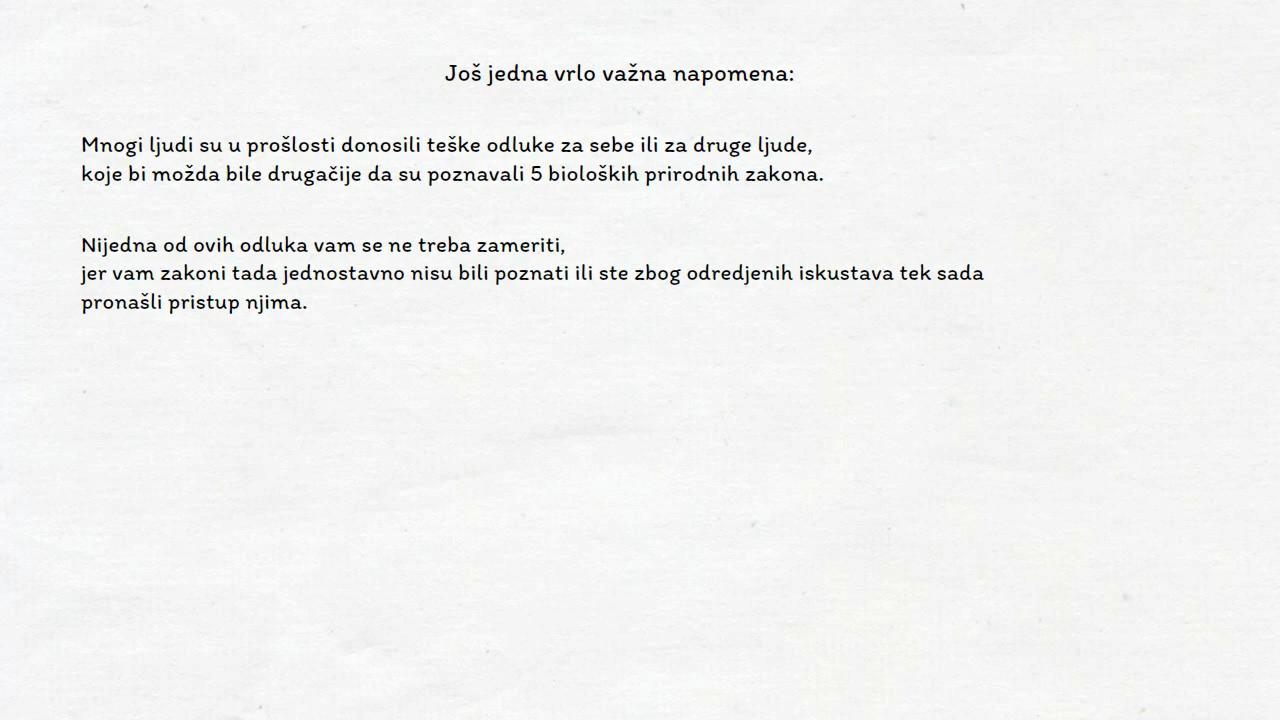 Još jedna vrlo važna napomena:
Mnogi ljudi su u prošlosti donosili teške odluke za sebe ili za druge ljude,
koje bi možda bile drugačije da su poznavali 5 bioloških prirodnih zakona.
Nijedna od ovih odluka vam se ne treba zameriti,
jer vam zakoni tada jednostavno nisu bili poznati ili ste zbog odredjenih iskustava tek sada
pronašli pristup njima.